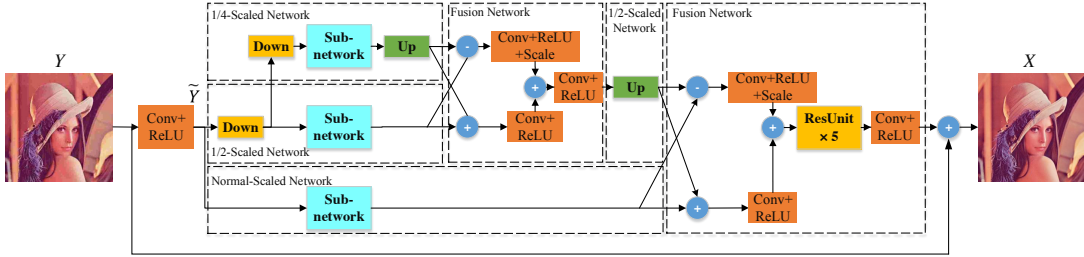 Y
Conv+
ReLU
Ỹ
1/4-Scaled Network
Down
Sub-
network
Up
Down
Sub-
network
1/2-Scaled Network
Normal-Scaled Network
Sub-
network
Fusion Network
-
Conv+ReLU
+Scale
+
Conv+
ReLU
+
Conv+
ReLU
1/2-Scaled
Network
Up
Fusion Network
-
Conv+ReLU
+Scale
+
ResUnit
× 5
Conv+
ReLU
+
Conv+
ReLU
+
X